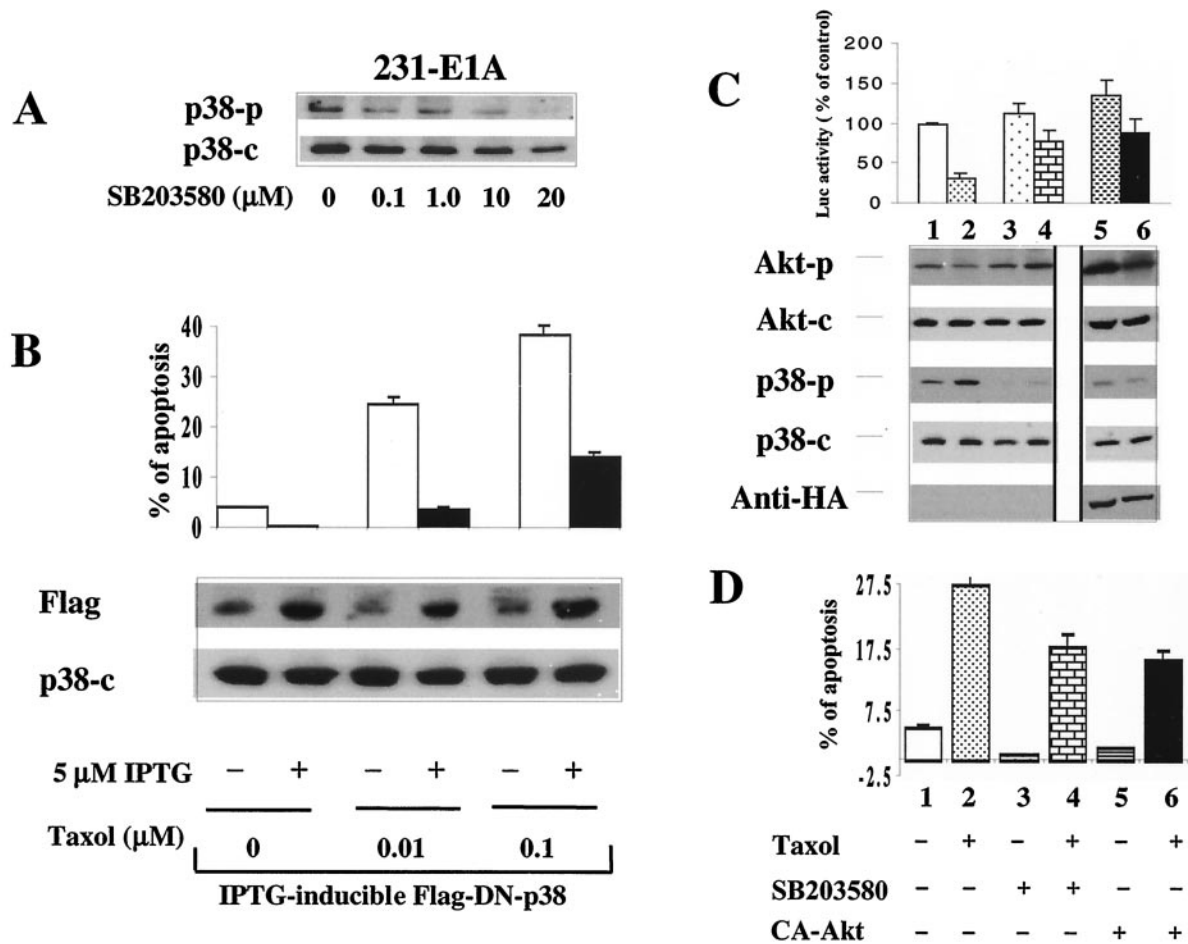 A
231-E1A
p38-p
p38-c
SB203580 (μM) 0 0.1 1.0 10 20
B
% of apoptosis
40
30
20
10
0
Flag
p38-c
5 μM IPTG − + − + − +
Taxol (μM) 0 0.01 0.1
IPTG-inducible Flag-DN-p38
C
Luc activity ( % of control)
200
150
100
50
0
1 2 3 4 5 6
Akt-p
Akt-c
p38-p
p38-c
Anti-HA
D
% of apoptosis
27.5
17.5
7.5
-2.5
1 2 3 4 5 6
Taxol − + − + − +
SB203580 − − + + − −
CA-Akt − − − − + +